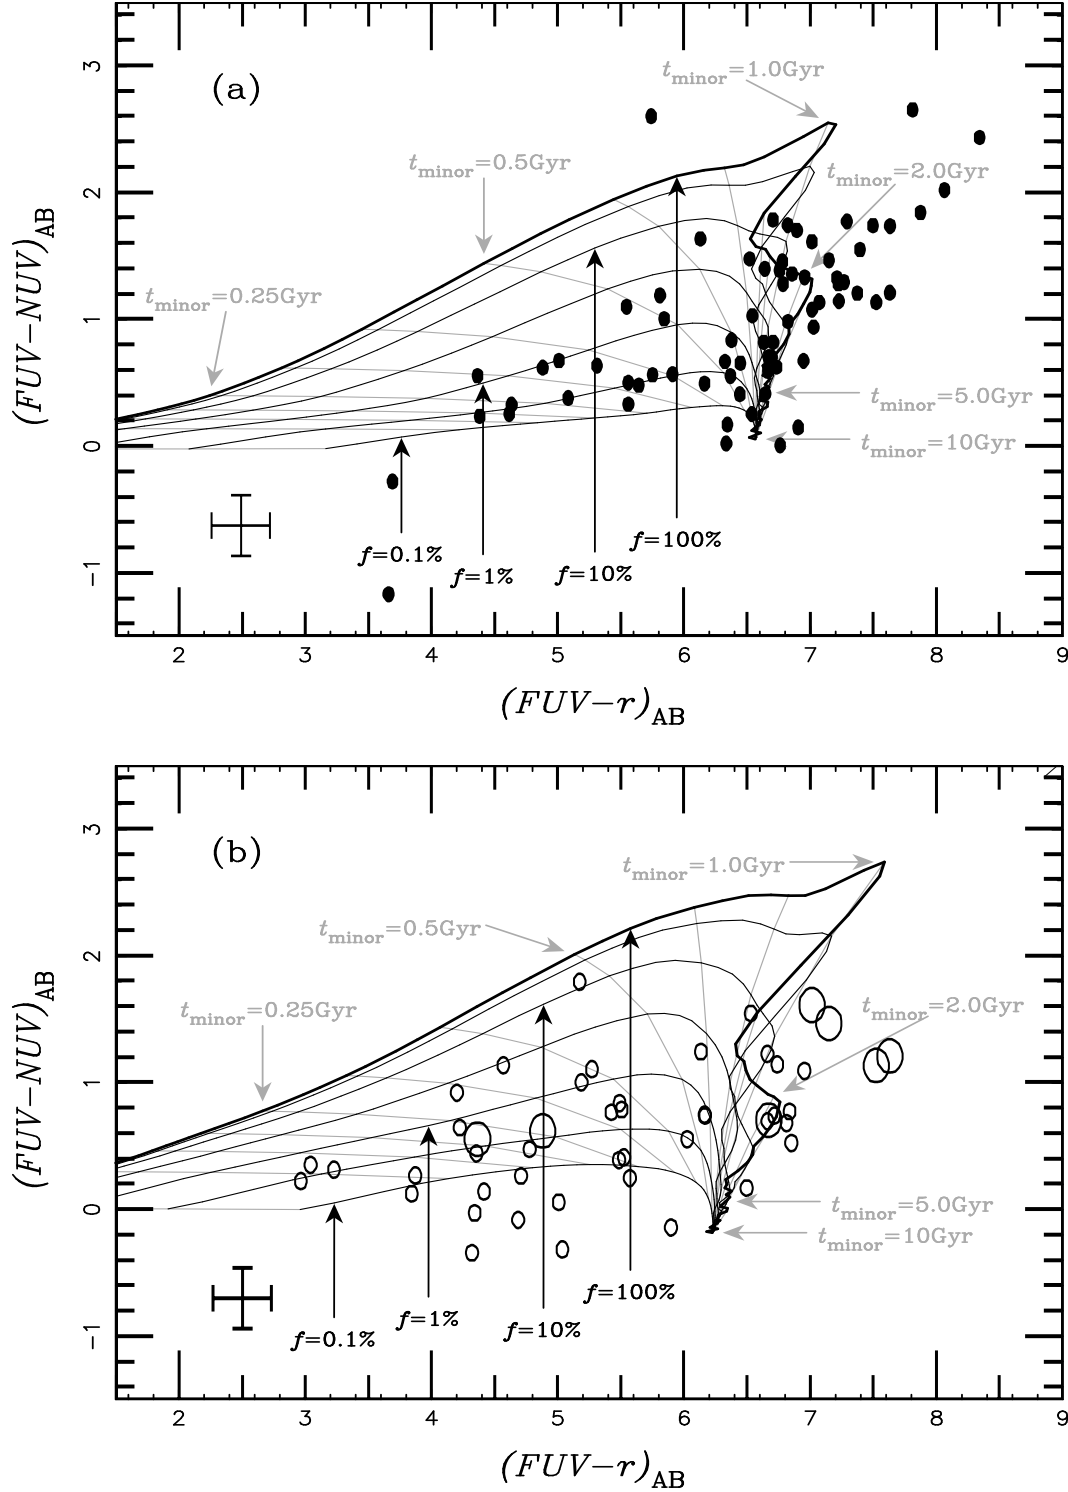 (a)
t_minor=1.0Gyr
t_minor=0.5Gyr
t_minor=2.0Gyr
t_minor=0.25Gyr
t_minor=5.0Gyr
t_minor=10Gyr
f=0.1%
f=1%
f=10%
f=100%
3
2
1
0
−1
(FUV−NUV)AB
2 3 4 5 6 7 8 9
(FUV−r)AB
(b)
t_minor=1.0Gyr
t_minor=0.5Gyr
t_minor=0.25Gyr
t_minor=2.0Gyr
t_minor=5.0Gyr
t_minor=10Gyr
f=0.1%
f=1%
f=10%
f=100%
3
2
1
0
−1
(FUV−NUV)AB
2 3 4 5 6 7 8 9
(FUV−r)AB